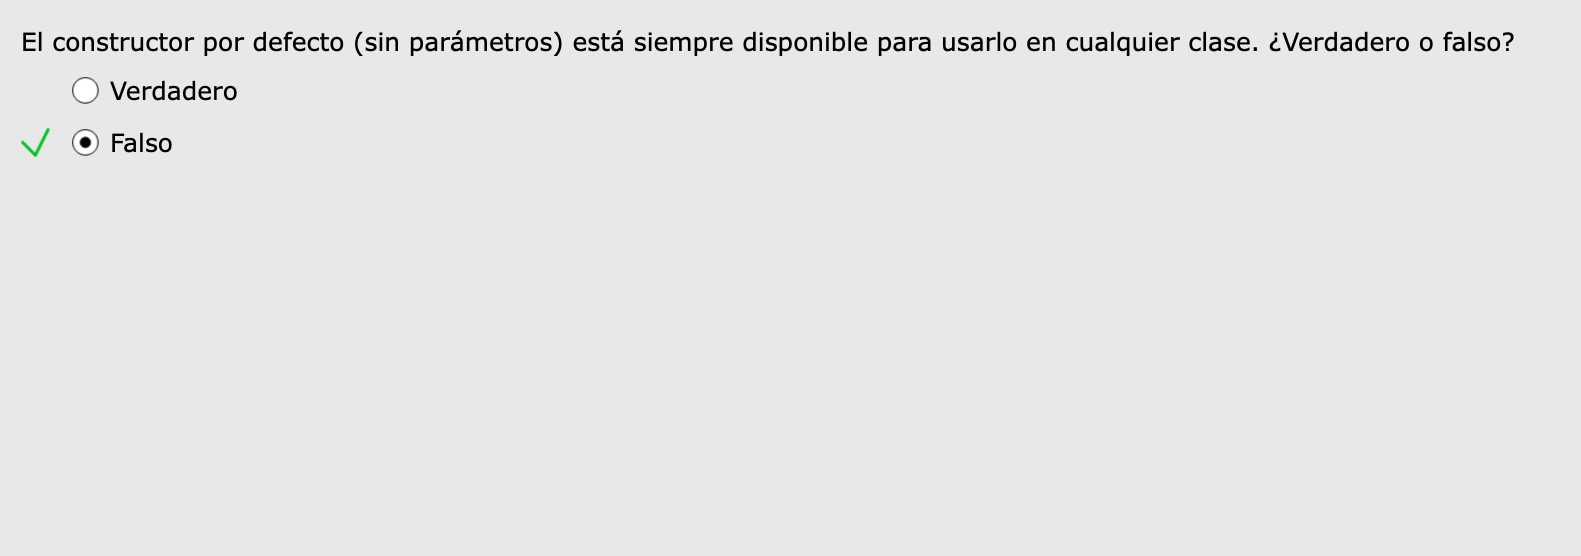 El constructor por defecto (sin parámetros) está siempre disponible para usarlo en cualquier clase. ¿Verdadero o falso?
Verdadero
Falso